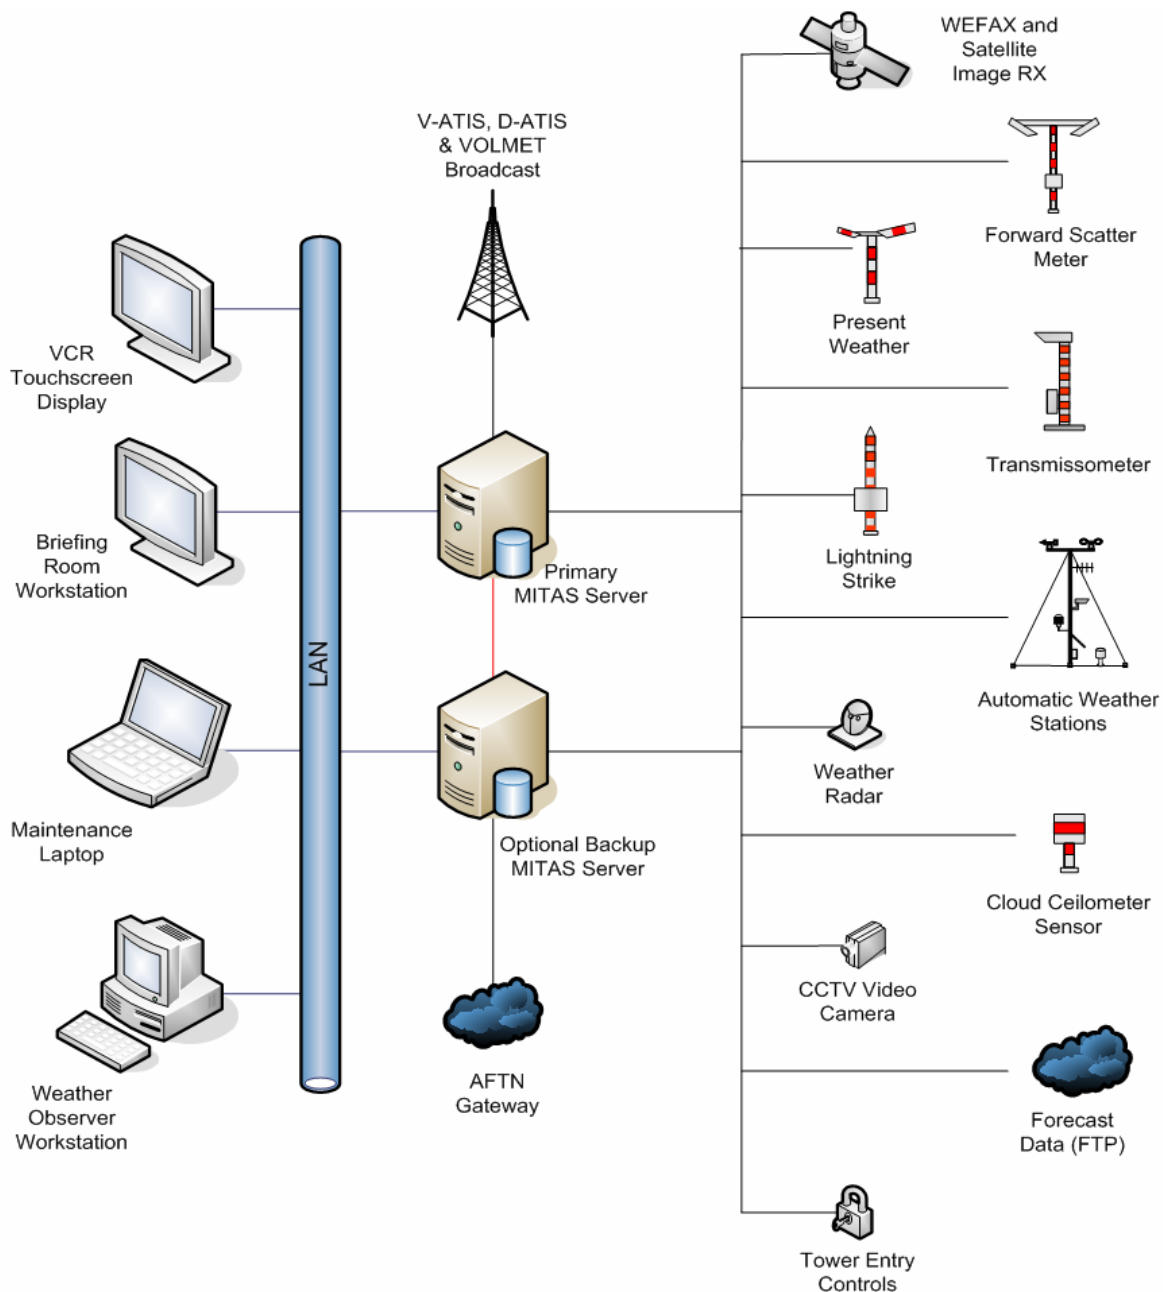 WEFAX and
Satellite
Image RX
V-ATIS, D-ATIS
& VOLMET
Broadcast
Forward Scatter
Meter
Present
Weather
VCR
Touchscreen
Display
Transmissometer
Lightning
Strike
Briefing
Room
Workstation
Primary
MITAS Server
LAN
Automatic Weather
Stations
Weather
Radar
Maintenance
Laptop
Optional Backup
MITAS Server
Cloud Ceilometer
Sensor
CCTV Video
Camera
AFTN
Gateway
Weather
Observer
Workstation
Forecast
Data (FTP)
Tower Entry
Controls